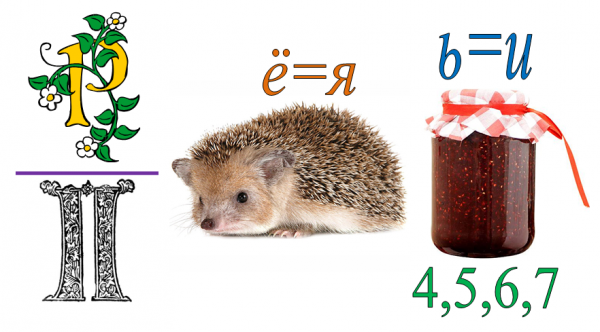 Р
П
ё=я
ь=и
4,5,6,7